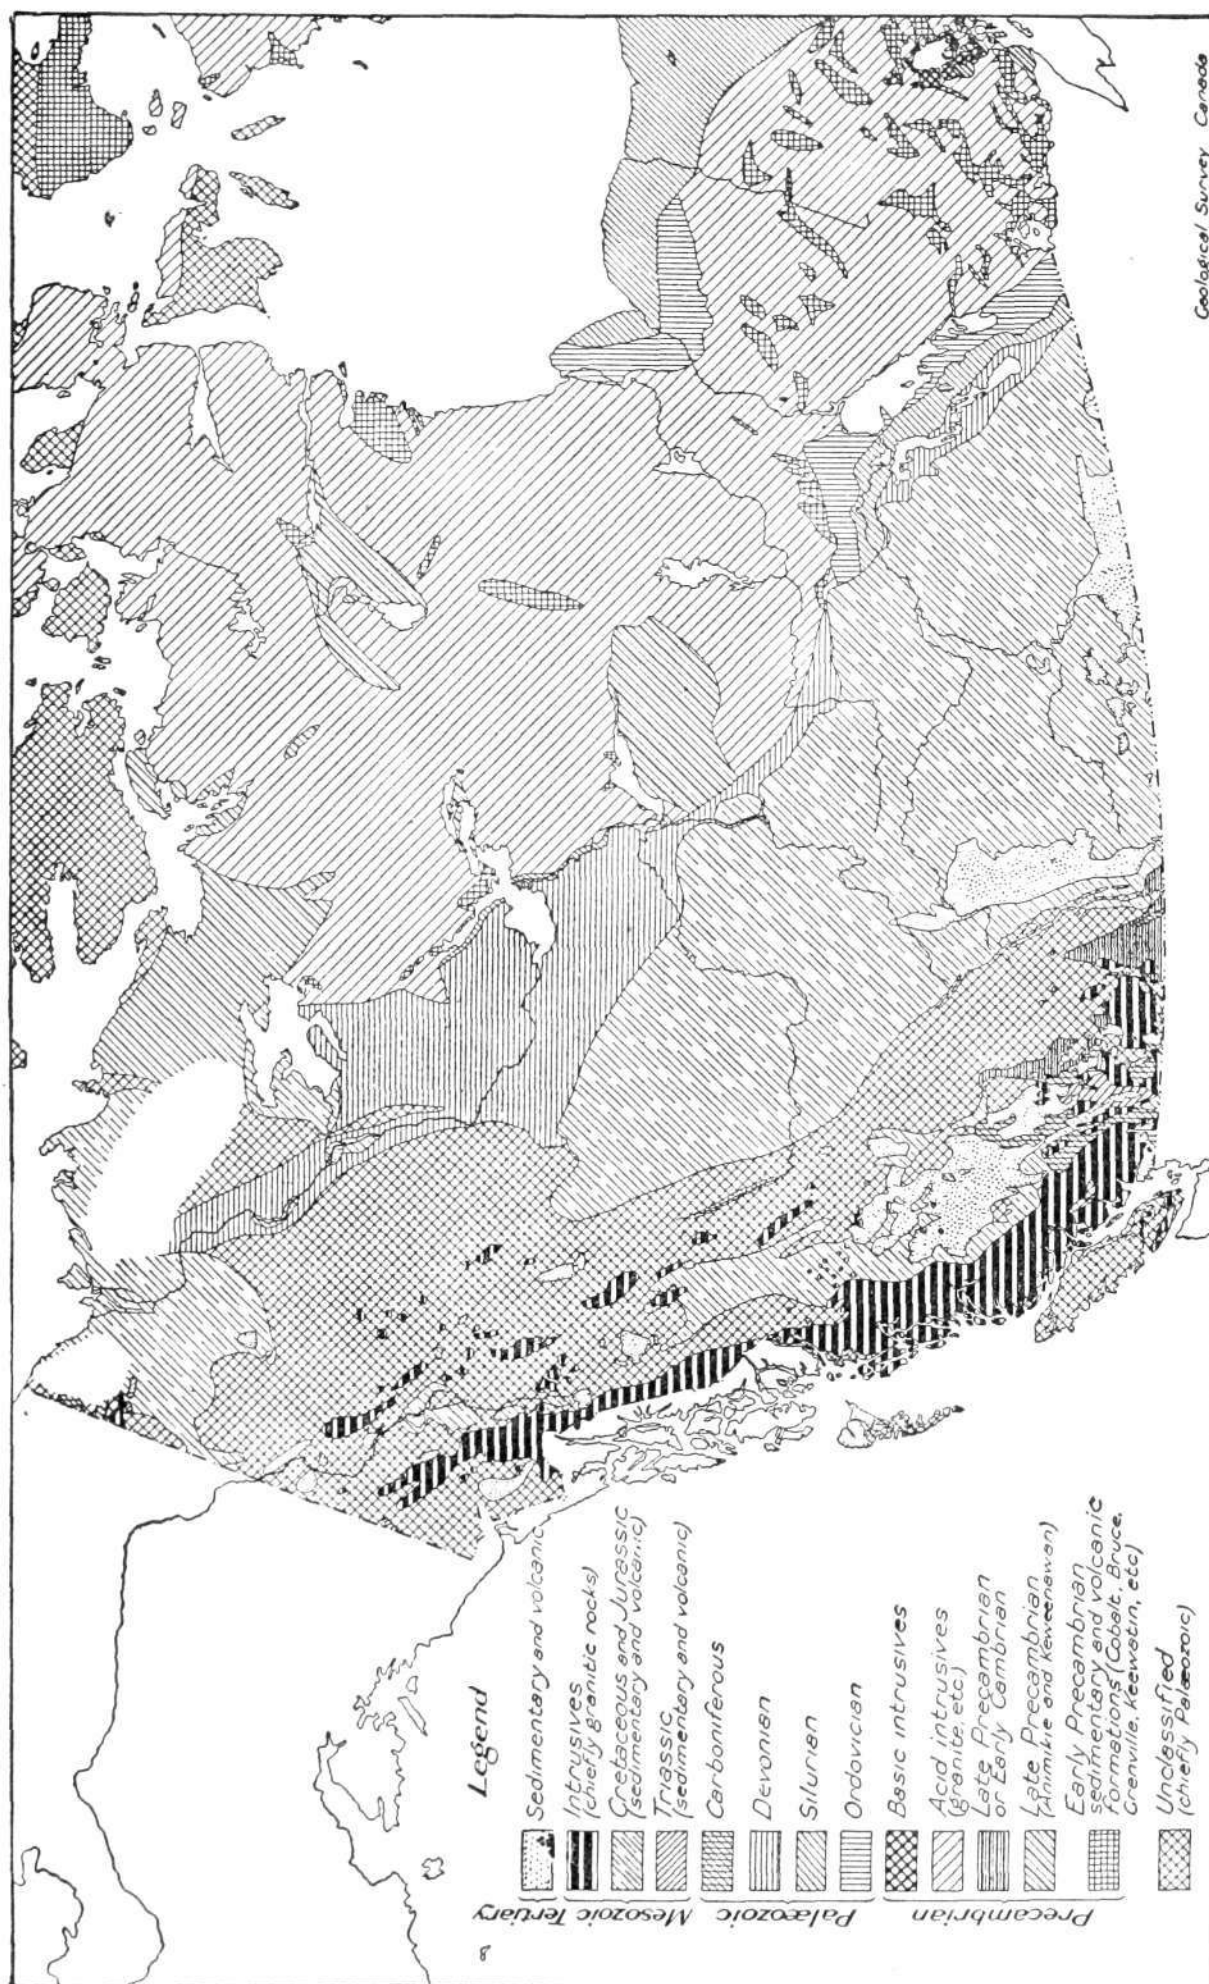 Legend
Tertiary
Sedimentary and volcanic
Mesozoic
Intrusives
(chiefly granitic rocks)
Cretaceous and Jurassic
(sedimentary and volcanic)
Triassic
(sedimentary and volcanic)
Palæozoic
Carboniferous
Devonian
Silurian
Ordovician
Precambrian
Basic intrusives
Acid intrusives
(granite, etc)
Late Precambrian
or Early Cambrian
Late Precambrian
(Animikie and Keweenawan)
Early Precambrian
sedimentary and volcanic
formations (Cobalt, Bruce,
Grenville, Keewatin, etc)
Unclassified
(chiefly Palæozoic)
8
Geological Survey Canada